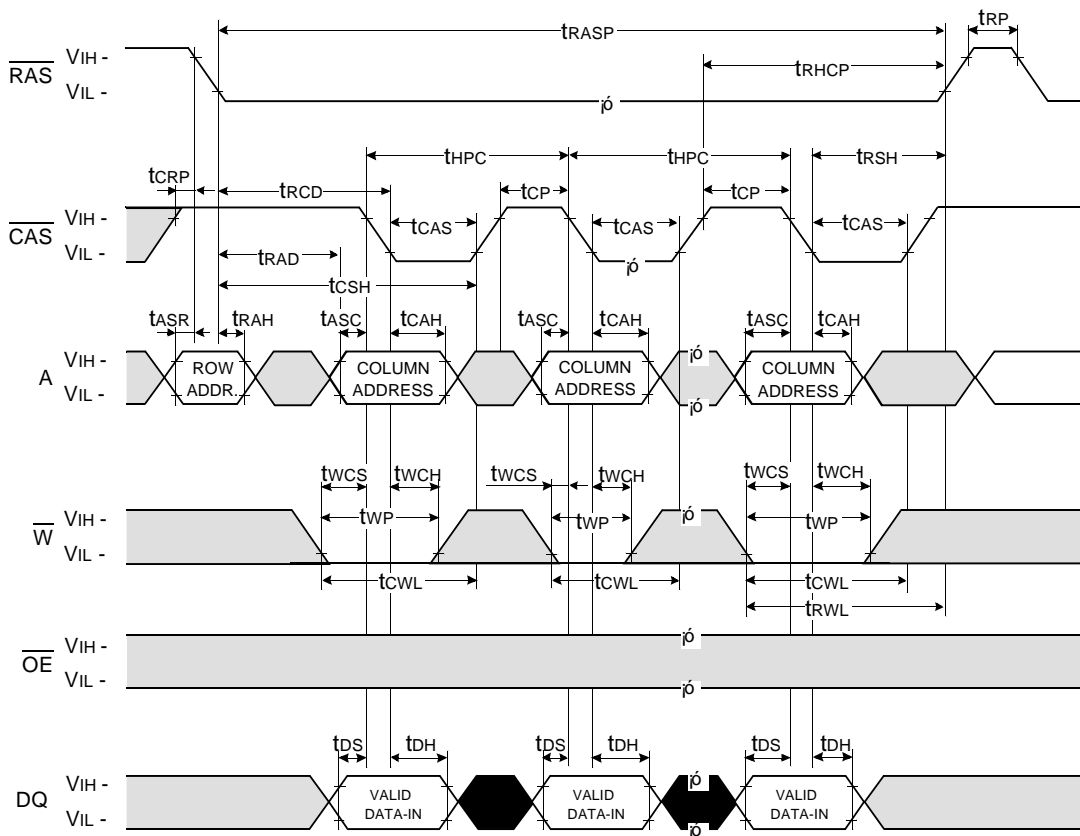 tRASP
tRP
RAS
VIH -
VIL -
tRHCP
¡ó
tHPC
tHPC
tRSH
tCRP
tRCD
tCP
tCP
CAS
VIH -
VIL -
tCAS
tCAS
tCAS
tRAD
¡ó
tCSH
tASR
tRAH
tASC
tCAH
tASC
tCAH
tASC
tCAH
A
VIH -
VIL -
ROW
ADDR.
COLUMN
ADDRESS
COLUMN
ADDRESS
¡ó
¡ó
COLUMN
ADDRESS
tWCS
tWCH
tWCS
tWCH
tWCS
tWCH
W
VIH -
VIL -
tWP
tWP
¡ó
tWP
tCWL
tCWL
tCWL
tRWL
OE
VIH -
VIL -
¡ó
¡ó
tDS
tDH
tDS
tDH
tDS
tDH
DQ
VIH -
VIL -
VALID
DATA-IN
VALID
DATA-IN
¡ó
¡ó
VALID
DATA-IN